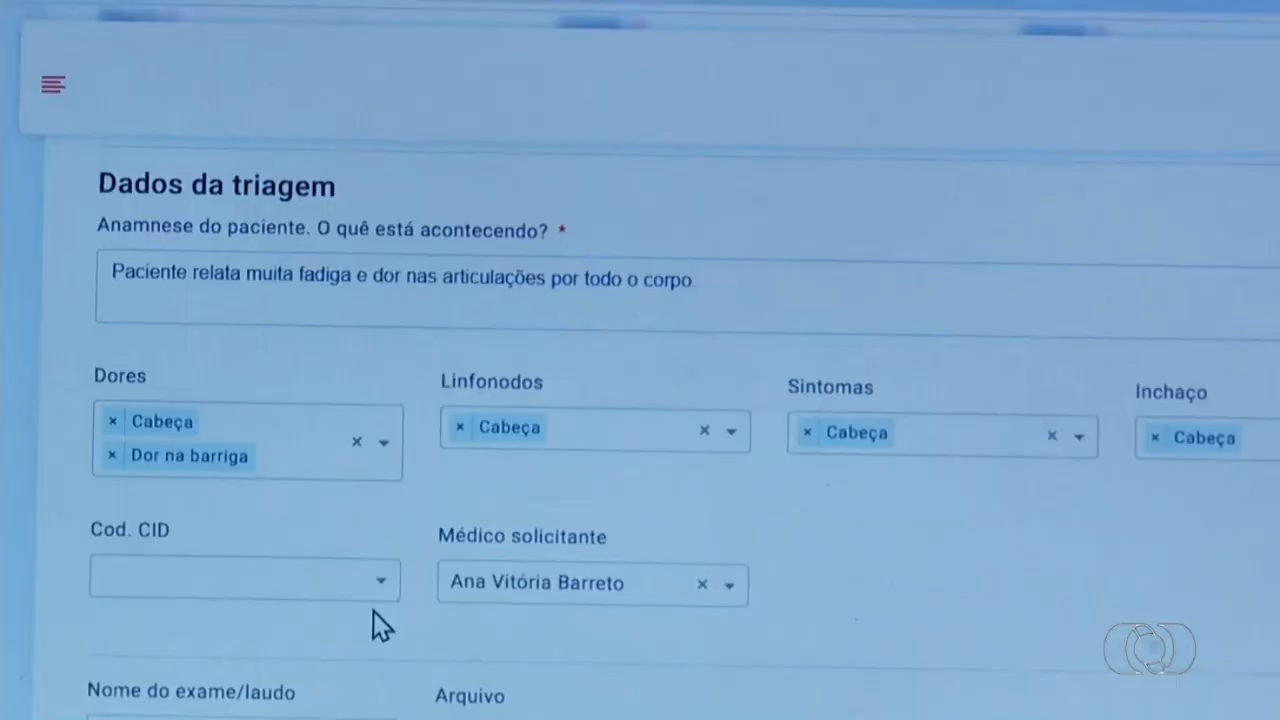 Dados da triagem
Anamnese do paciente. O quê está acontecendo? *
Paciente relata muita fadiga e dor nas articulações por todo o corpo.
Dores
Linfonodos
Sintomas
Inchaço
× Cabeça
× Dor na barriga
× Cabeça
× Cabeça
× Cabeça
Cod. CID
Médico solicitante
Ana Vitória Barreto
Nome do exame/laudo
Arquivo